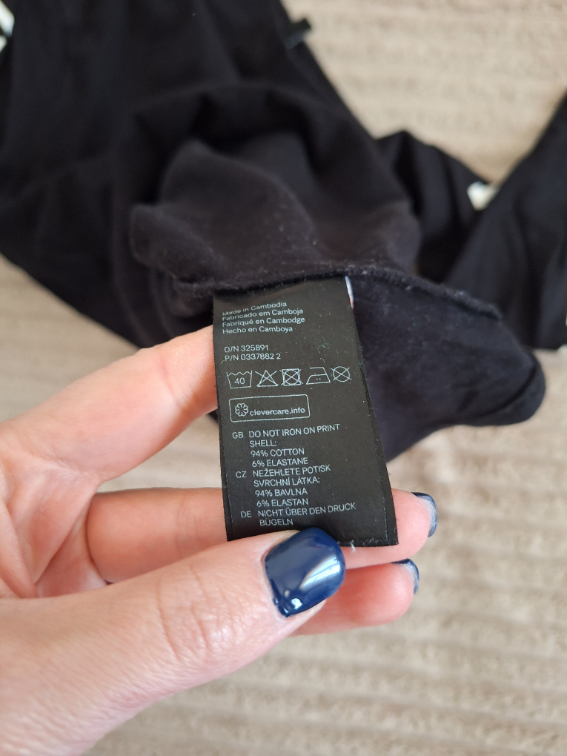 Made in Cambodia
Fabricado em Camboja
Fabriqué en Cambodge
Hecho en Camboya
O/N 325891
P/N 0337882 2
40
clevercare.info
GB DO NOT IRON ON PRINT
SHELL:
94% COTTON
6% ELASTANE
CZ NEŽEHLETE POTISK
SVRCHNÍ LÁTKA:
94% BAVLNA
6% ELASTAN
DE NICHT ÜBER DEN DRUCK
BÜGELN